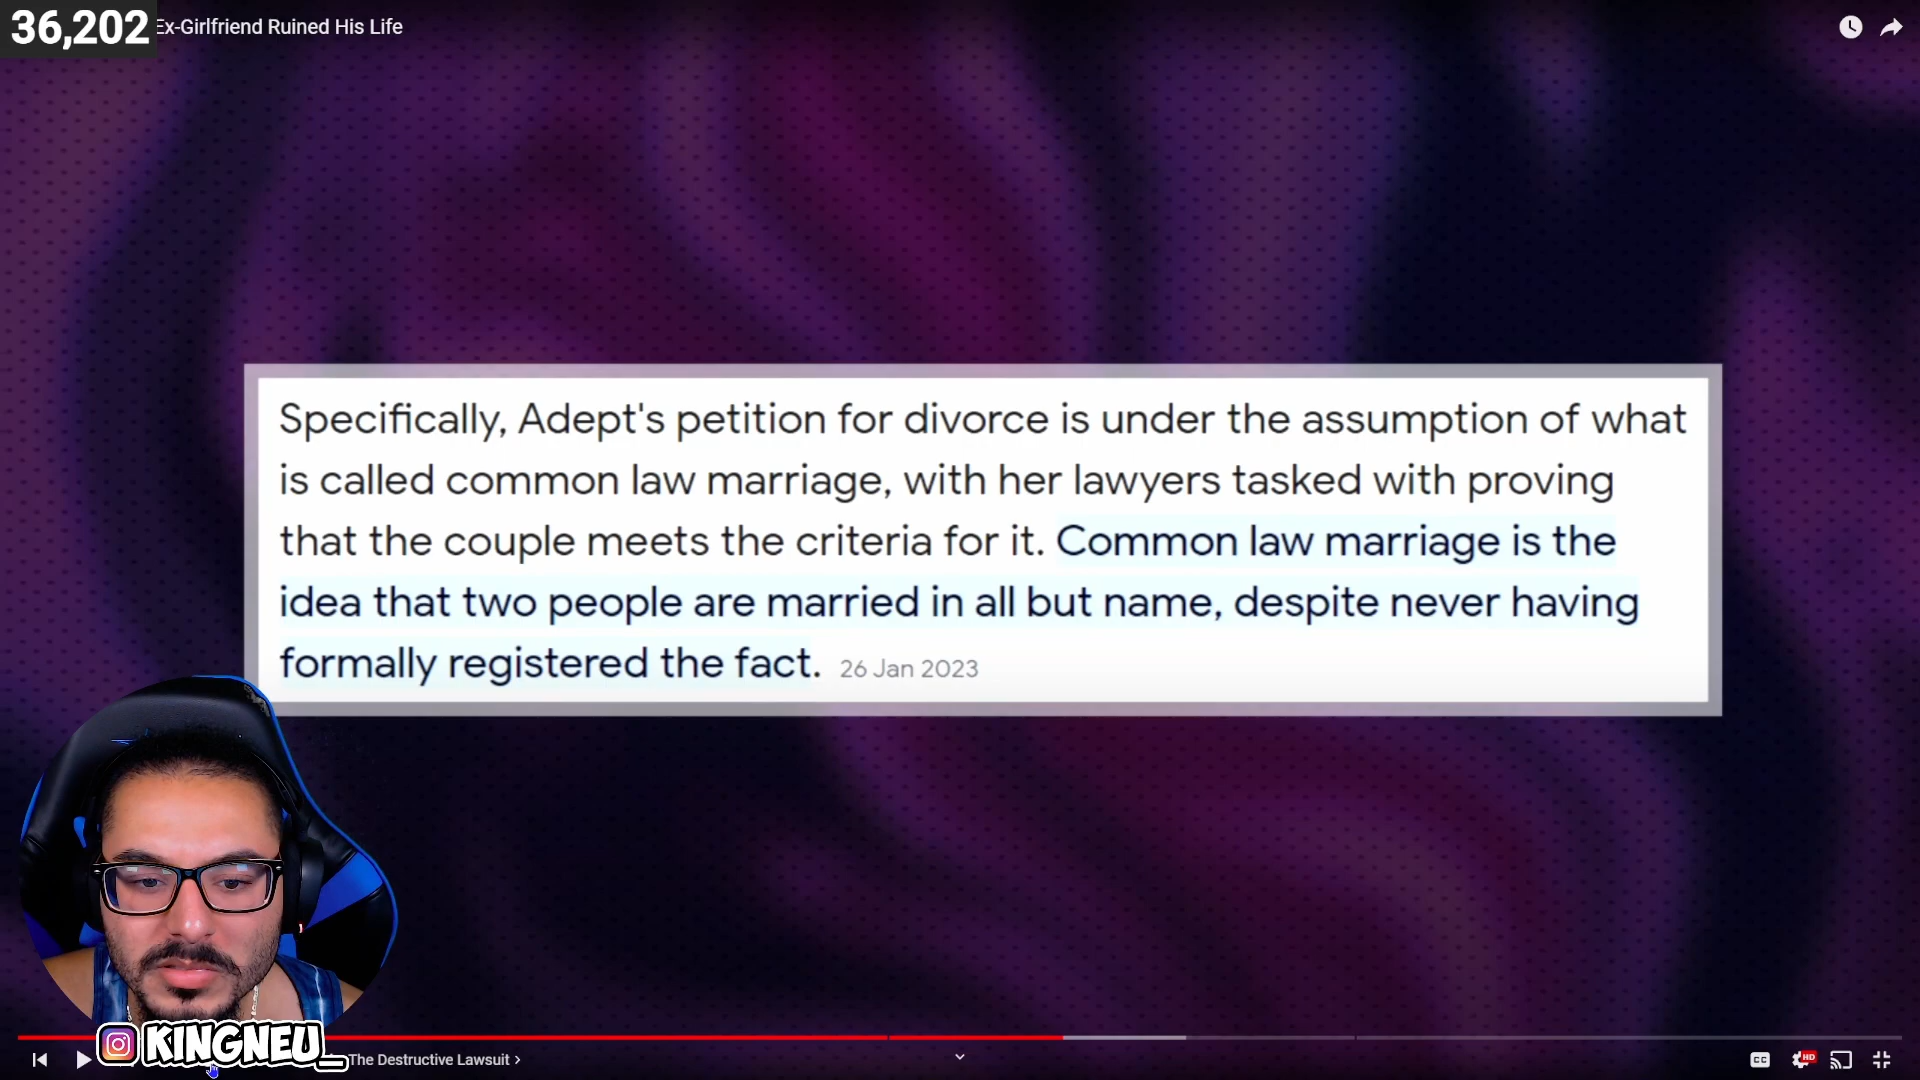 36,202
Ex-Girlfriend Ruined His Life
Specifically, Adept's petition for divorce is under the assumption of what
is called common law marriage, with her lawyers tasked with proving
that the couple meets the criteria for it. Common law marriage is the
idea that two people are married in all but name, despite never having
formally registered the fact. 26 Jan 2023
KINGNEU_
The Destructive Lawsuit
CC
HD